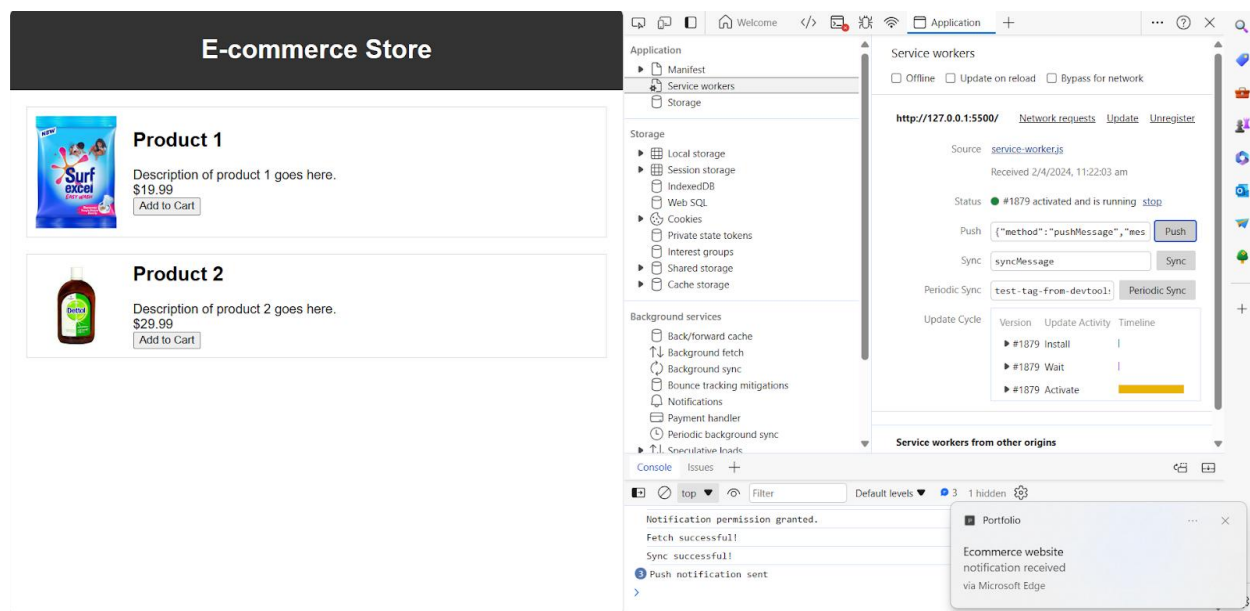 E-commerce Store
NEW
Surf
excel
EASY WASH
Product 1
Description of product 1 goes here.
$19.99
Add to Cart
Dettol
Product 2
Description of product 2 goes here.
$29.99
Add to Cart
Welcome
Application
Application
Manifest
Service workers
Storage
Storage
Local storage
Session storage
IndexedDB
Web SQL
Cookies
Private state tokens
Interest groups
Shared storage
Cache storage
Background services
Back/forward cache
Background fetch
Background sync
Bounce tracking mitigations
Notifications
Payment handler
Periodic background sync
Speculative loads
Service workers
Offline Update on reload Bypass for network
http://127.0.0.1:5500/ Network requests Update Unregister
Source service-worker.js
Received 2/4/2024, 11:22:03 am
Status #1879 activated and is running stop
Push {"method":"pushMessage","mes Push
Sync syncMessage Sync
Periodic Sync test-tag-from-devtools Periodic Sync
Update Cycle Version Update Activity Timeline
#1879 Install
#1879 Wait
#1879 Activate
Service workers from other origins
Console Issues
top Filter Default levels 3 1 hidden
Notification permission granted.
Fetch successful!
Sync successful!
3 Push notification sent
>
Portfolio
Ecommerce website
notification received
via Microsoft Edge